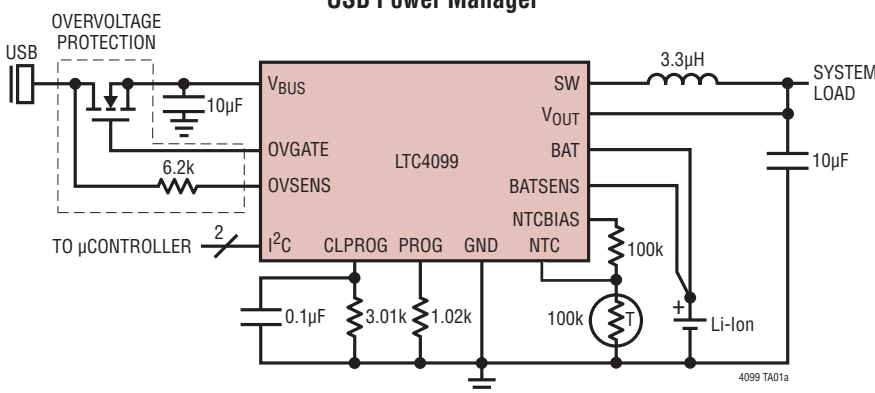 USB Power Manager
OVERVOLTAGE
PROTECTION
USB
3.3µH
SYSTEM
LOAD
VBUS
SW
10µF
VOUT
OVGATE
LTC4099
BAT
10µF
6.2k
OVSENS
BATSENS
NTCBIAS
TO µCONTROLLER
2
I2C
CLPROG
PROG
GND
NTC
100k
0.1µF
3.01k
1.02k
100k
T
+
Li-Ion
4099 TA01a